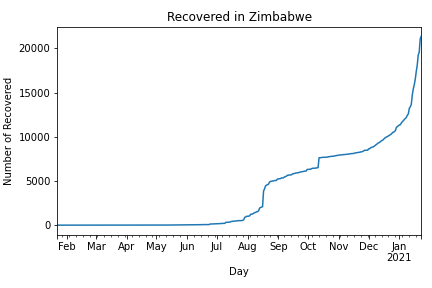 Recovered in Zimbabwe
Number of Recovered
20000
15000
10000
5000
0
Feb Mar Apr May Jun Jul Aug Sep Oct Nov Dec Jan
2021
Day